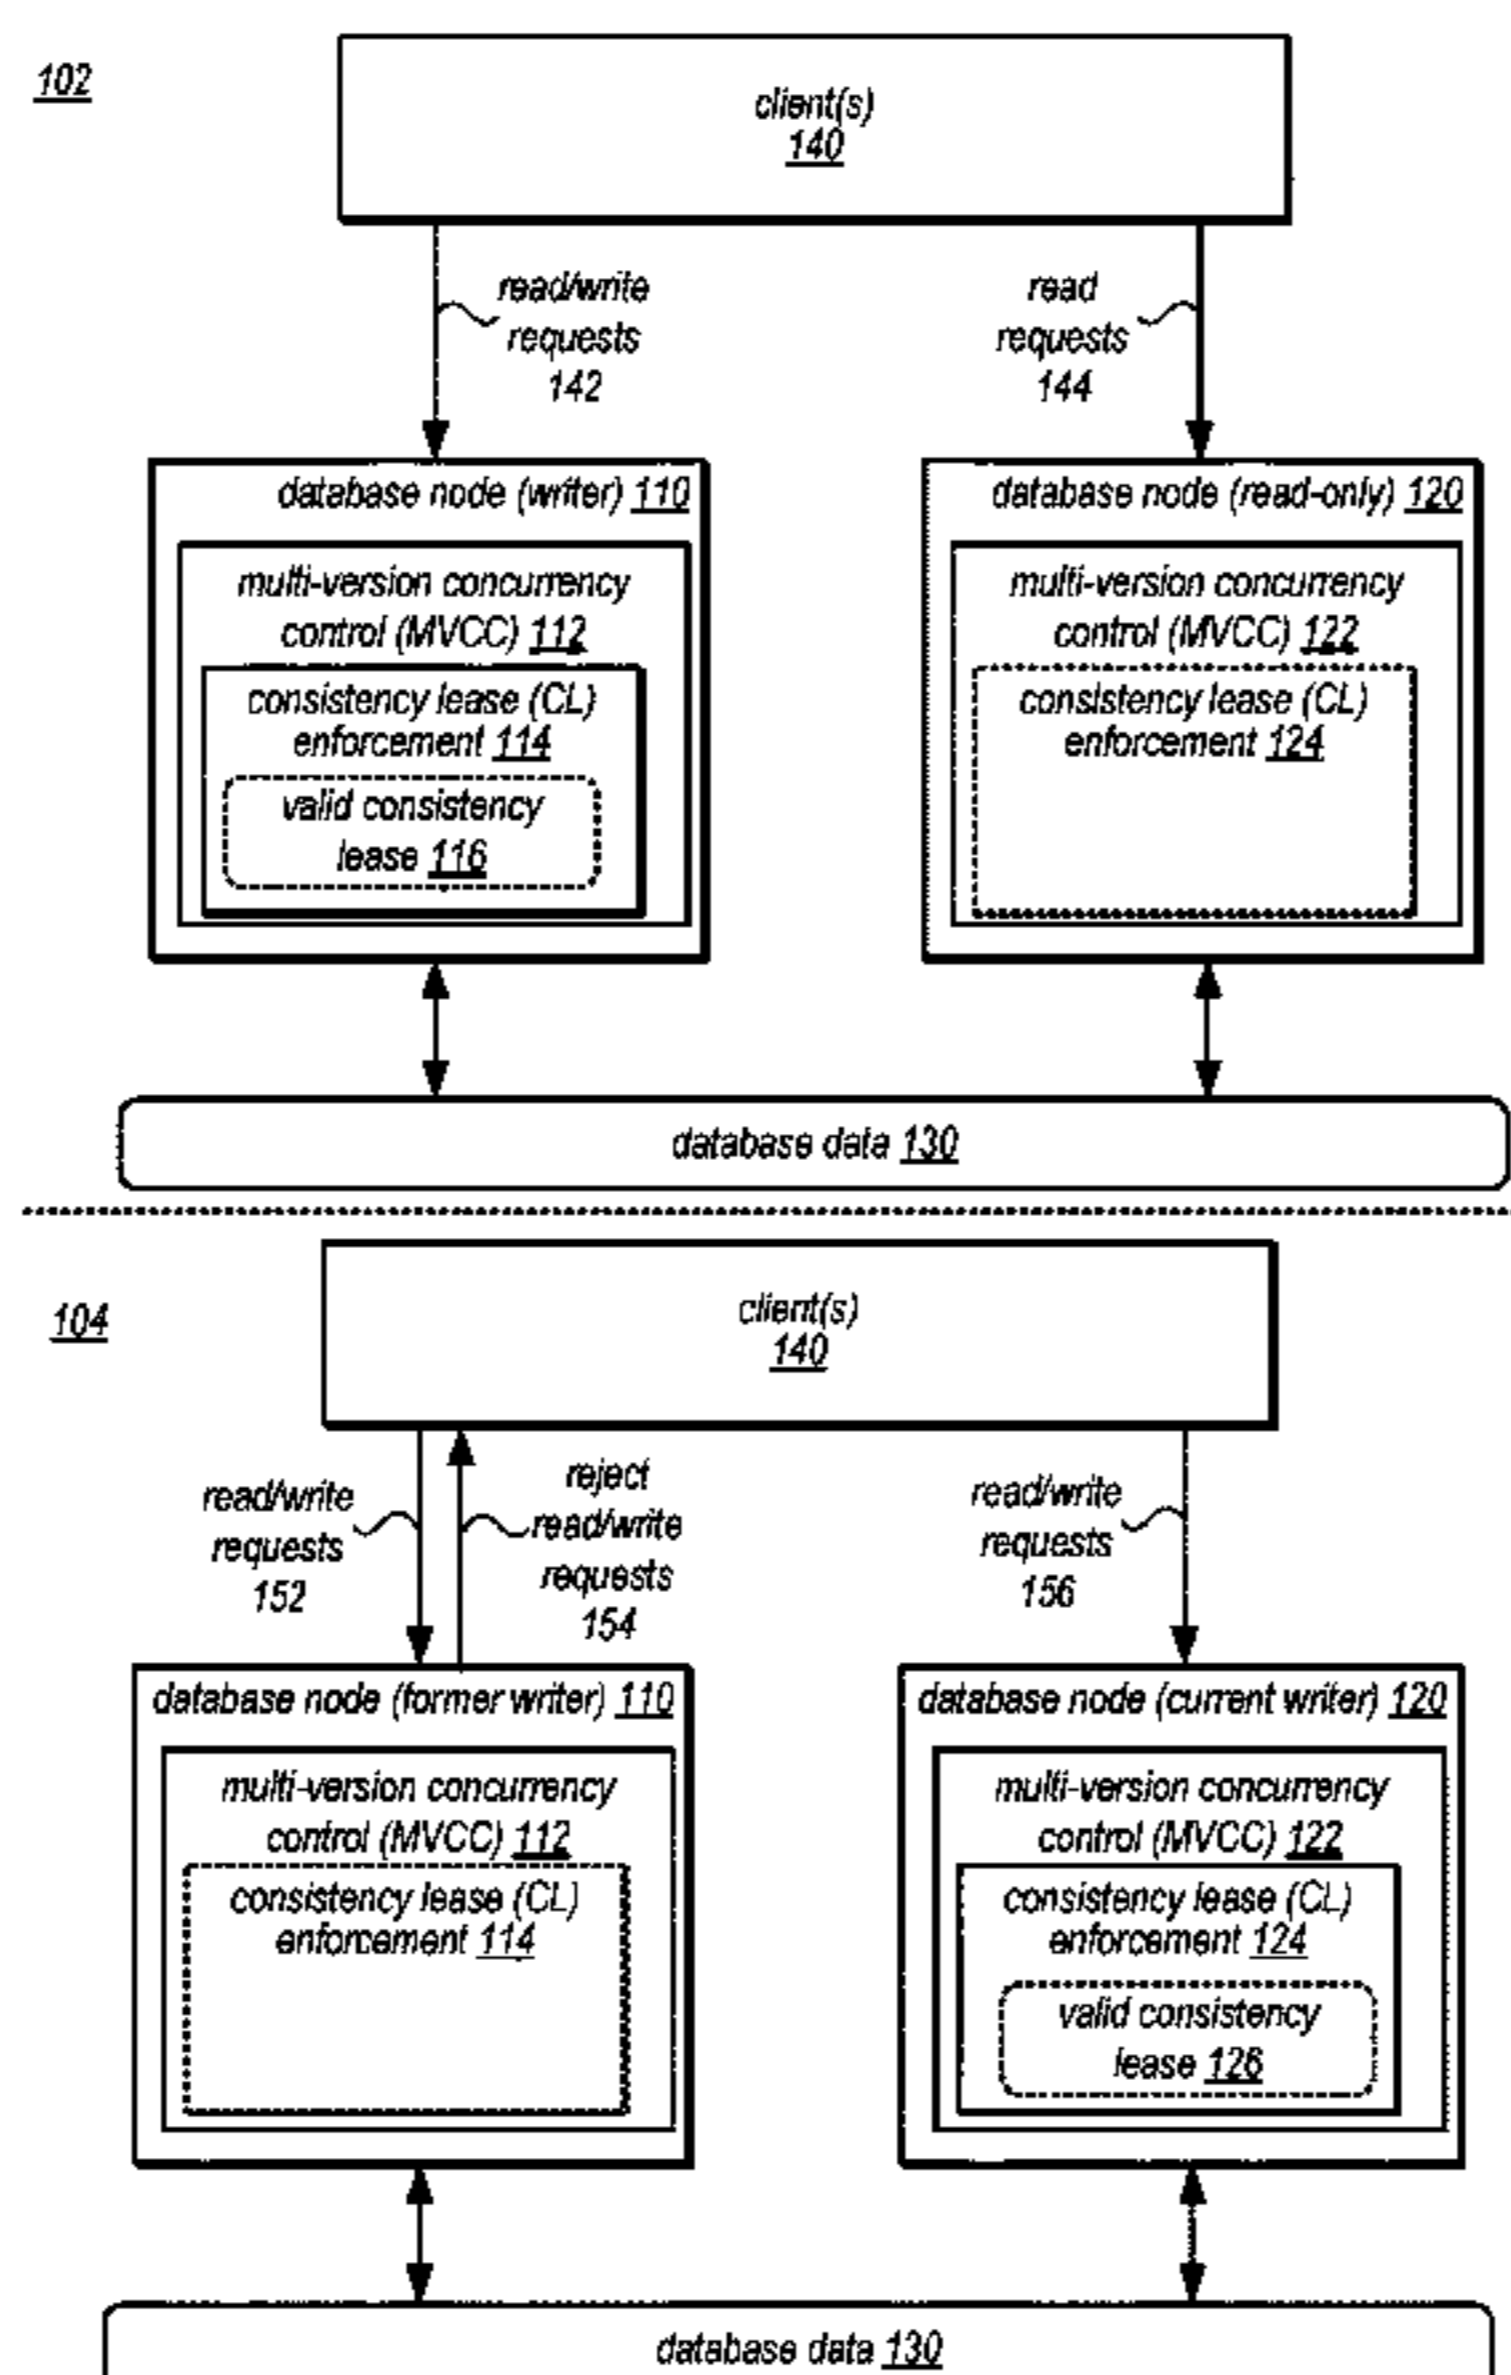 102
client(s)
140
read/write
requests
142
read
requests
144
database node (writer) 110
multi-version concurrency
control (MVCC) 112
consistency lease (CL)
enforcement 114
valid consistency
lease 116
database node (read-only) 120
multi-version concurrency
control (MVCC) 122
consistency lease (CL)
enforcement 124
database data 130
104
client(s)
140
read/write
requests
152
reject
read/write
requests
154
read/write
requests
156
database node (former writer) 110
multi-version concurrency
control (MVCC) 112
consistency lease (CL)
enforcement 114
database node (current writer) 120
multi-version concurrency
control (MVCC) 122
consistency lease (CL)
enforcement 124
valid consistency
lease 126
database data 130